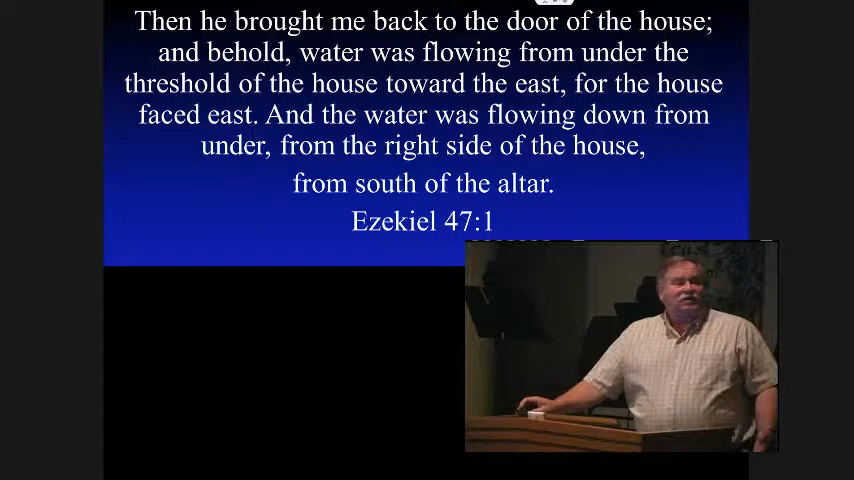 Then he brought me back to the door of the house;
and behold, water was flowing from under the
threshold of the house toward the east, for the house
faced east. And the water was flowing down from
under, from the right side of the house,
from south of the altar.
Ezekiel 47:1